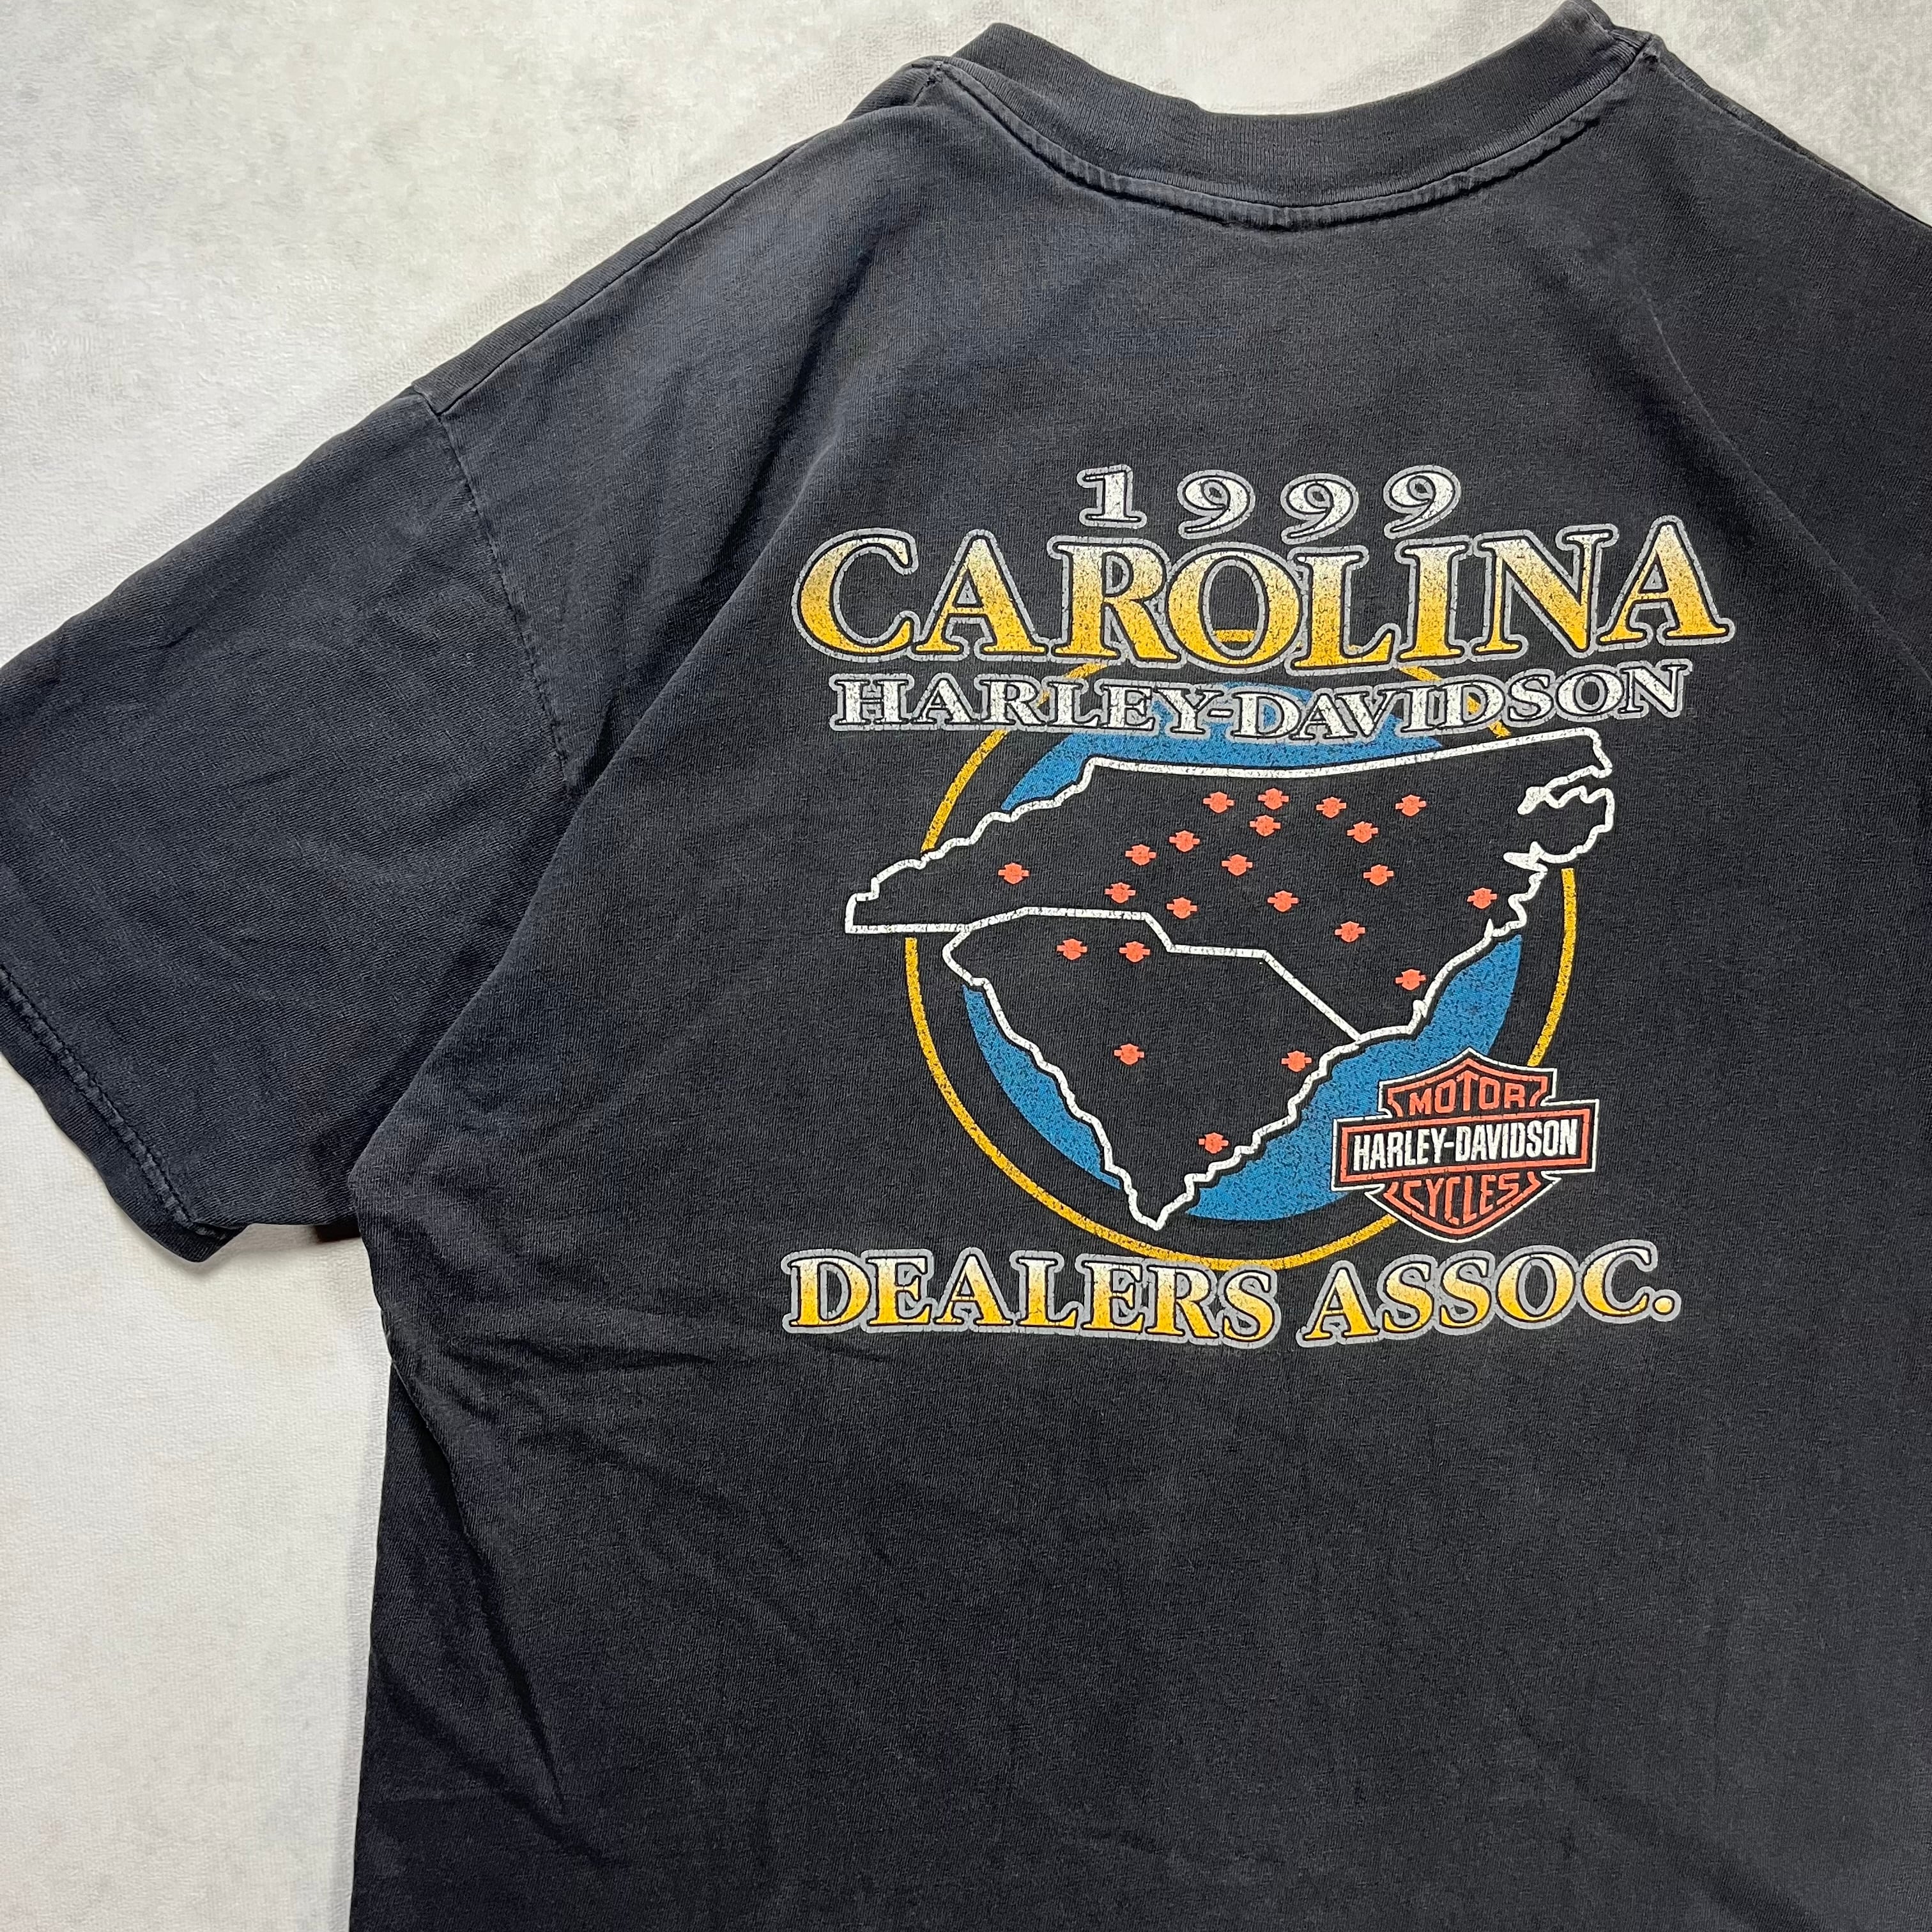 1999
CAROLINA
HARLEY-DAVIDSON
MOTOR
HARLEY-DAVIDSON
CYCLES
DEALERS ASSOC.